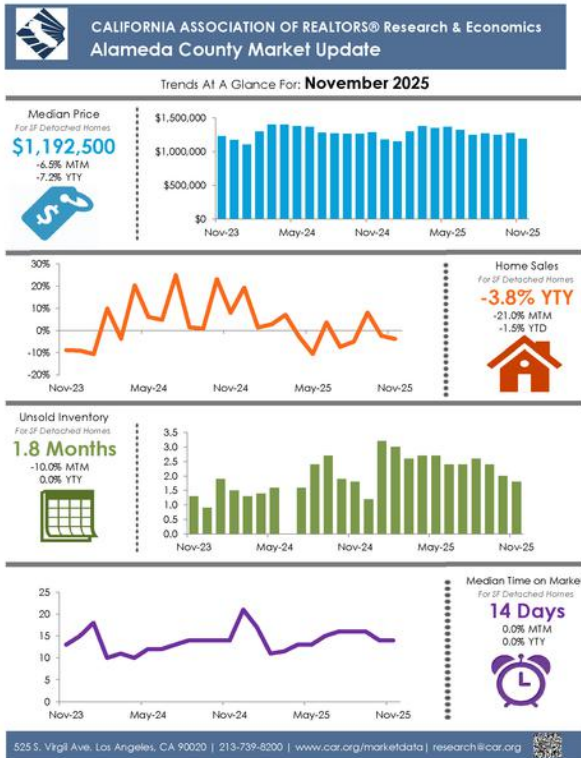 CALIFORNIA ASSOCIATION OF REALTORS® Research & Economics
Alameda County Market Update
Trends At A Glance For: November 2025
Median Price
For SF Detached Homes
$1,192,500
-6.5% MTM
-7.2% YTY
$1,500,000
$1,000,000
$500,000
$0
Nov-23 May-24 Nov-24 May-25 Nov-25
30%
20%
10%
0%
-10%
-20%
Nov-23 May-24 Nov-24 May-25 Nov-25
Home Sales
For SF Detached Homes
-3.8% YTY
-21.0% MTM
-1.5% YTD
Unsold Inventory
For SF Detached Homes
1.8 Months
-10.0% MTM
0.0% YTY
3.5
3.0
2.5
2.0
1.5
1.0
0.5
0.0
Nov-23 May-24 Nov-24 May-25 Nov-25
25
20
15
10
5
0
Nov-23 May-24 Nov-24 May-25 Nov-25
Median Time on Market
For SF Detached Homes
14 Days
0.0% MTM
0.0% YTY
525 S. Virgil Ave. Los Angeles, CA 90020 | 213-739-8200 | www.car.org/marketdata | research@car.org